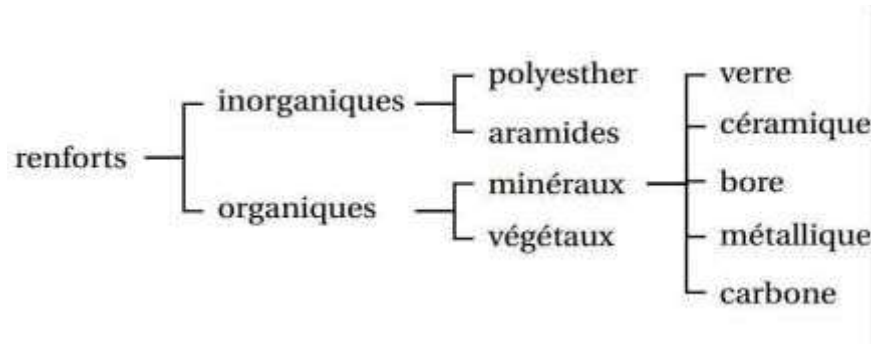 renforts
inorganiques
organiques
polyesther
aramides
minéraux
végétaux
verre
céramique
bore
métallique
carbone